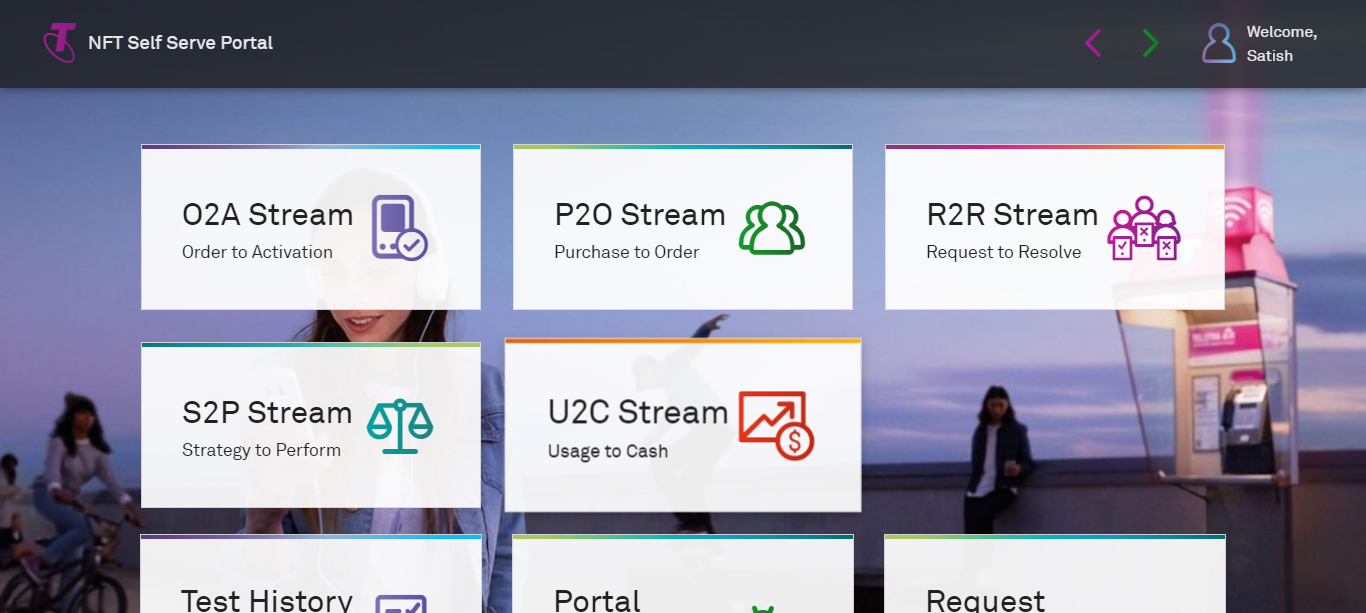 NFT Self Serve Portal
Welcome,
Satish
O2A Stream
Order to Activation
P2O Stream
Purchase to Order
R2R Stream
Request to Resolve
S2P Stream
Strategy to Perform
U2C Stream
Usage to Cash
TELSTRA
Test History
Portal
Request